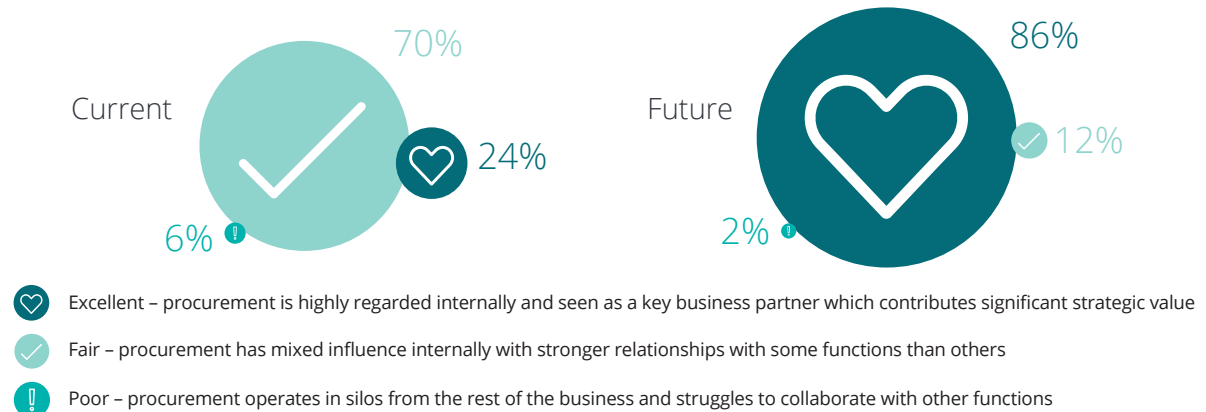 70%
Current
24%
6%
86%
Future
12%
2%
Excellent – procurement is highly regarded internally and seen as a key business partner which contributes significant strategic value
Fair – procurement has mixed influence internally with stronger relationships with some functions than others
Poor – procurement operates in silos from the rest of the business and struggles to collaborate with other functions